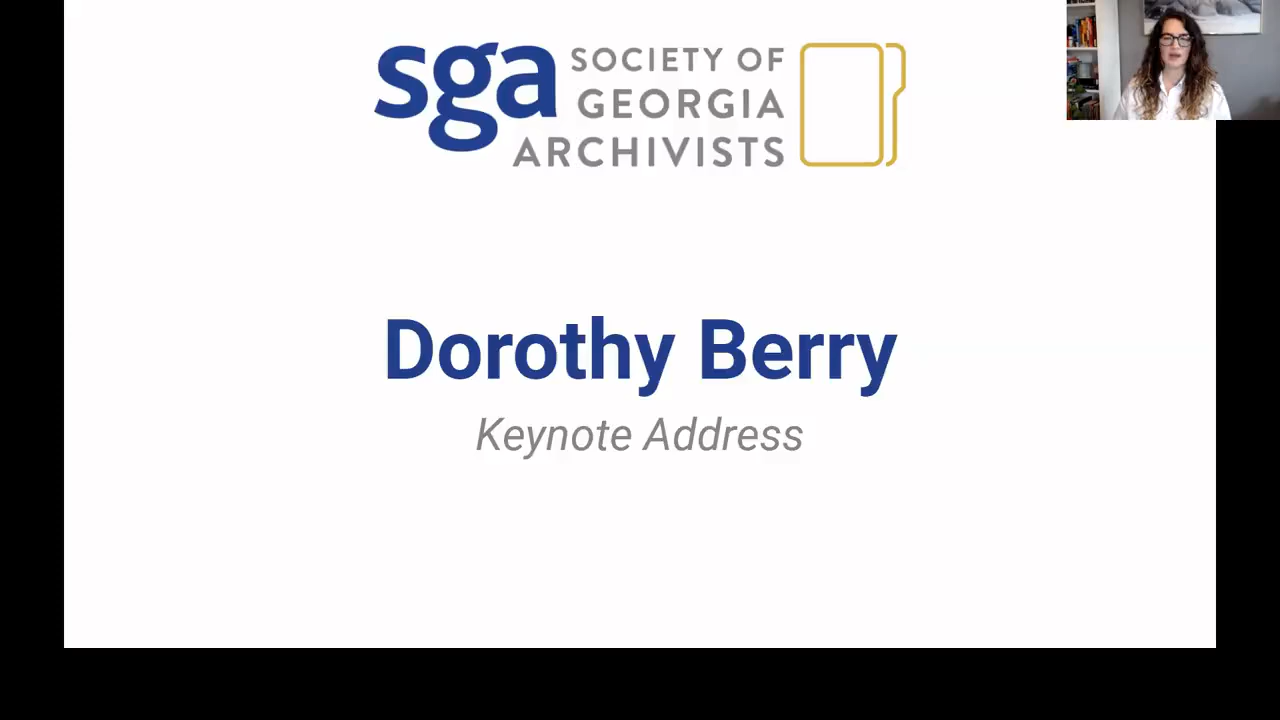 sga SOCIETY OF
GEORGIA
ARCHIVISTS
Dorothy Berry
Keynote Address